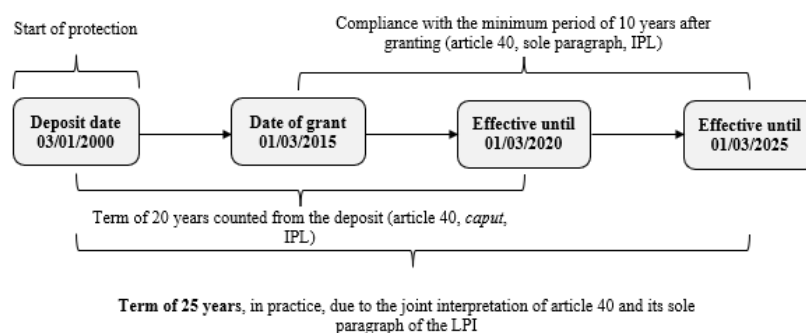 Compliance with the minimum period of 10 years after
granting (article 40, sole paragraph, IPL)
Start of protection
Deposit date
03/01/2000
Date of grant
01/03/2015
Effective until
01/03/2020
Effective until
01/03/2025
Term of 20 years counted from the deposit (article 40, caput,
IPL)
Term of 25 years, in practice, due to the joint interpretation of article 40 and its sole
paragraph of the LPI